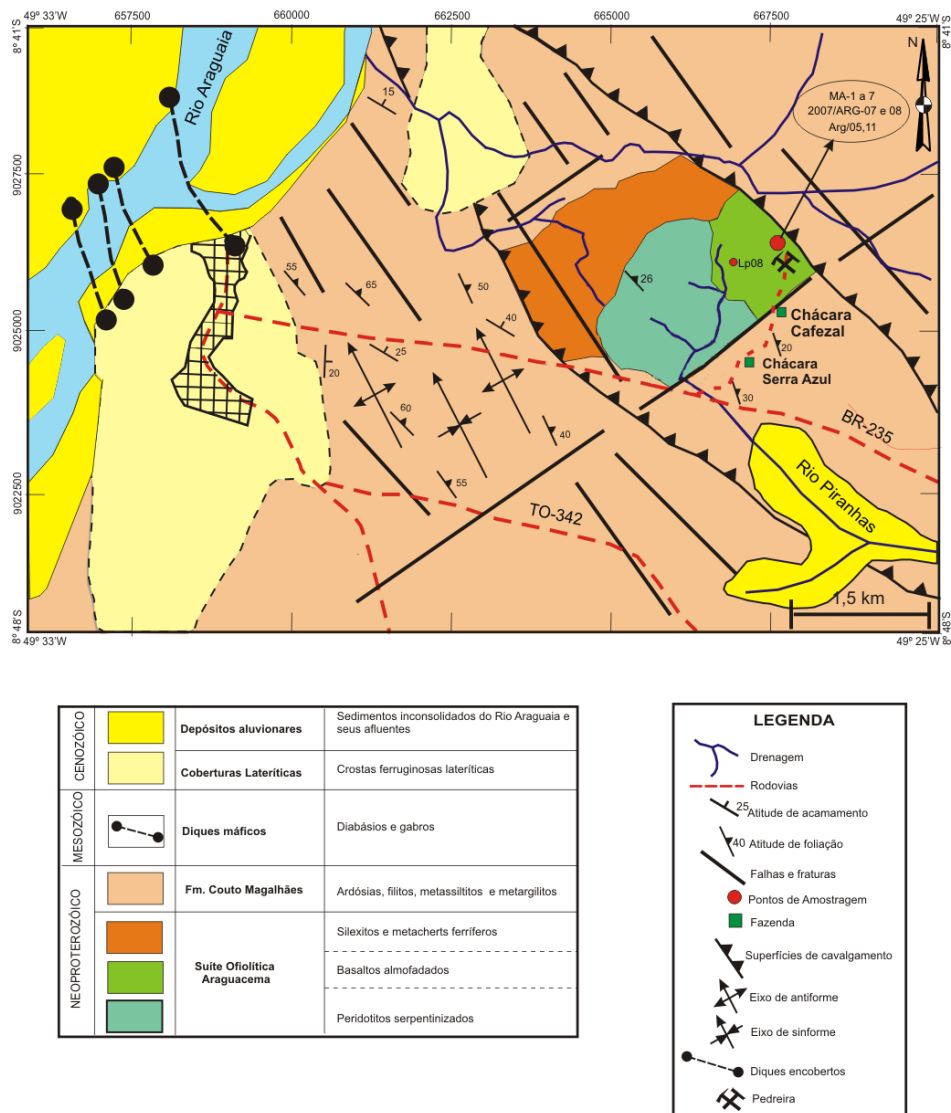 49° 33'W
657500
660000
662500
665000
667500
49° 25'W
8° 41'S
8° 41'S
N
Rio Araguaia
15
MA-1 a 7
2007/ARG-07 e 08
Arg/05,11
9027500
Lp08
55
65
50
26
40
Chácara
Cafezal
9025000
25
20
20
Chácara
Serra Azul
30
60
40
BR-235
55
Rio Piranhas
9022500
TO-342
1,5 km
8° 48'S
8° 48'S
49° 33'W
49° 25'W
CENOZÓICO
Depósitos aluvionares
Sedimentos inconsolidados do Rio Araguaia e
seus afluentes
Coberturas Lateríticas
Crostas ferruginosas lateríticas
MESOZÓICO
Diques máficos
Diabásios e gabros
NEOPROTEROZÓICO
Fm. Couto Magalhães
Ardósias, filitos, metassiltitos e metargilitos
Suíte Ofiolítica
Araguacema
Silexitos e metacherts ferríferos
Basaltos almofadados
Peridotitos serpentinizados
LEGENDA
Drenagem
Rodovias
25 Atitude de acamamento
40 Atitude de foliação
Falhas e fraturas
Pontos de Amostragem
Fazenda
Superfícies de cavalgamento
Eixo de antiforme
Eixo de sinforme
Diques encobertos
Pedreira